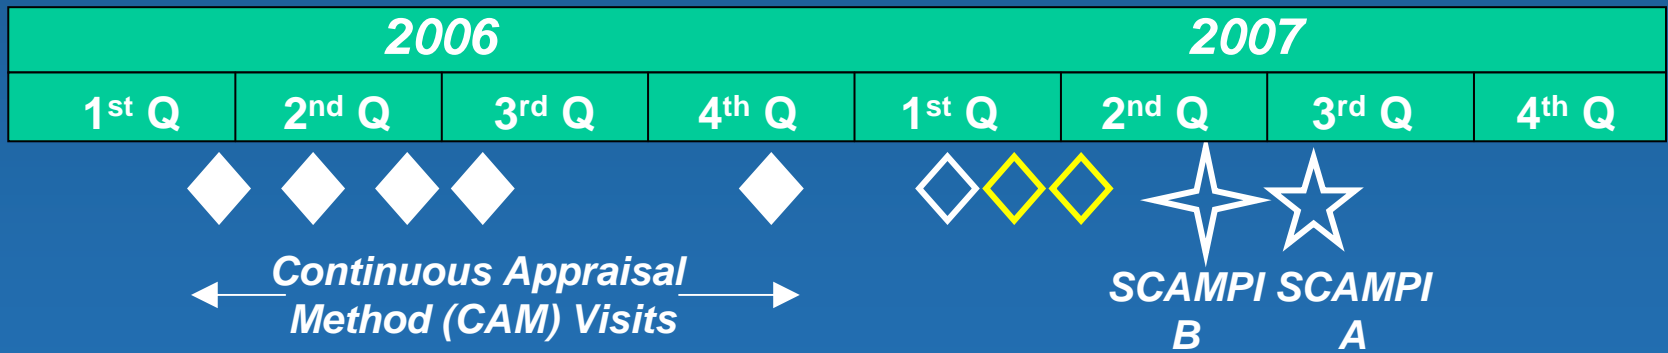 2006 2007
1st Q 2nd Q 3rd Q 4th Q 1st Q 2nd Q 3rd Q 4th Q
Continuous Appraisal
Method (CAM) Visits
SCAMPI SCAMPI
B A